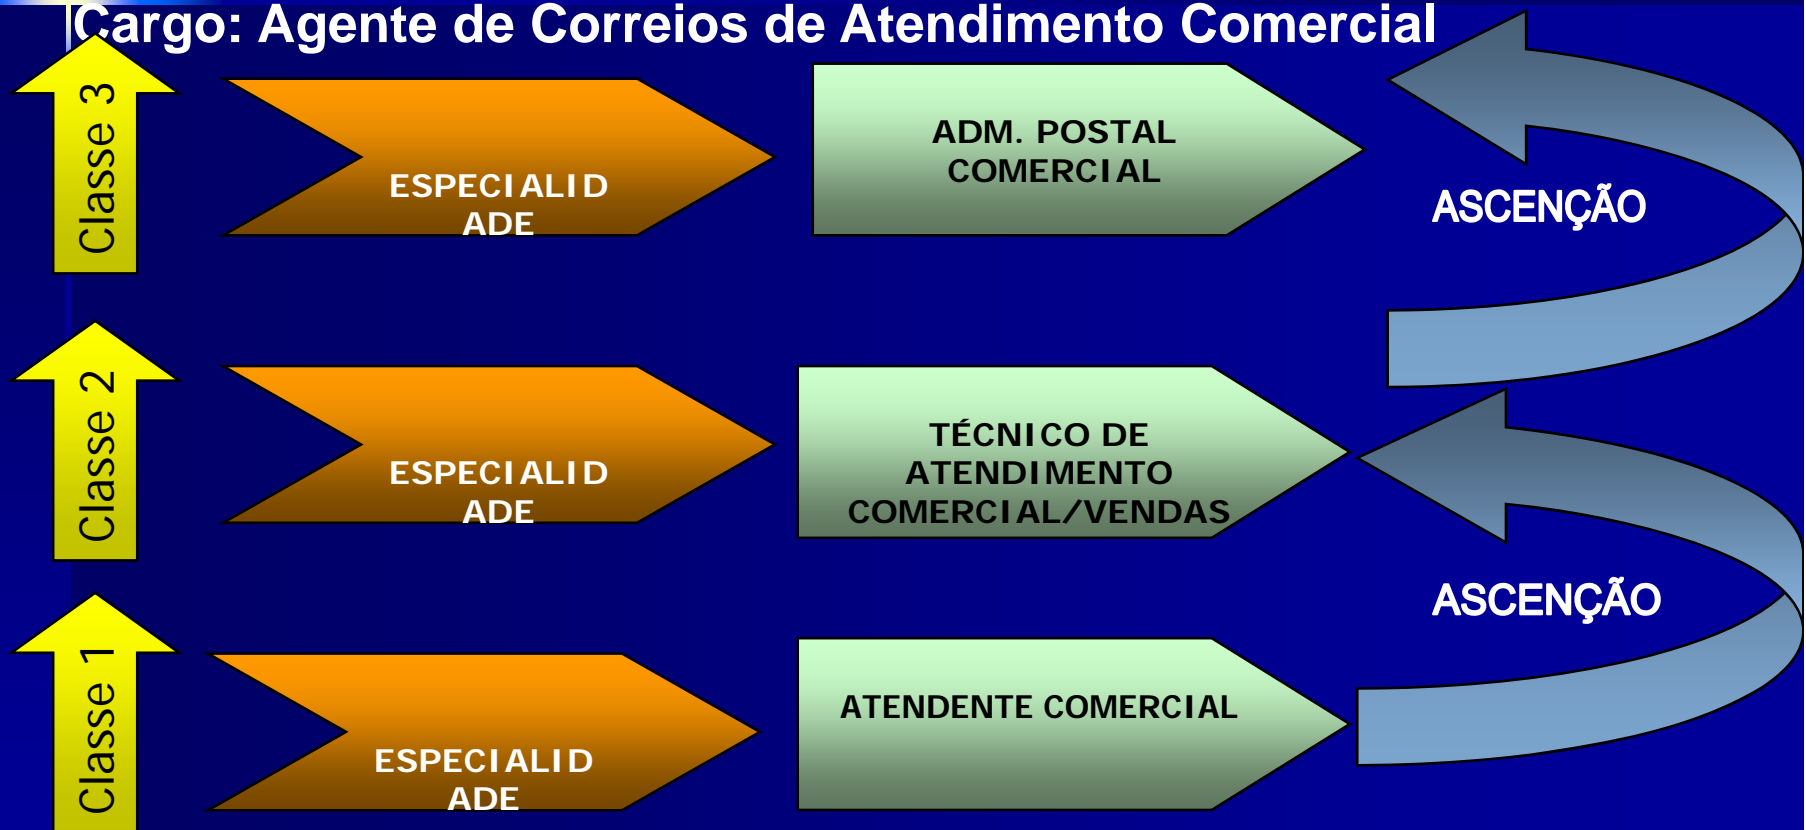 Cargo: Agente de Correios de Atendimento Comercial
Classe 3
ESPECIALID
ADE
ADM. POSTAL
COMERCIAL
ASCENÇÃO
Classe 2
ESPECIALID
ADE
TÉCNICO DE
ATENDIMENTO
COMERCIAL/VENDAS
ASCENÇÃO
Classe 1
ESPECIALID
ADE
ATENDENTE COMERCIAL